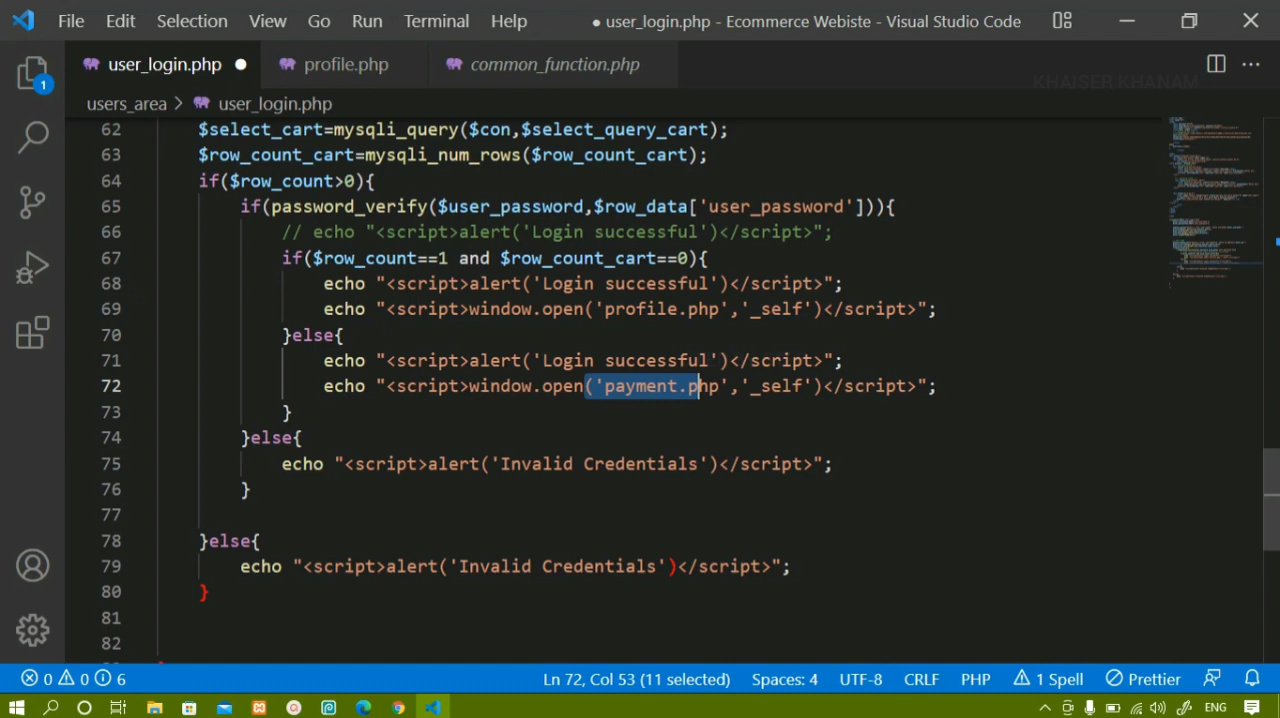 File Edit Selection View Go Run Terminal Help ● user_login.php - Ecommerce Webiste - Visual Studio Code
user_login.php ● profile.php common_function.php
KHAISER KHANAM
1
users_area > user_login.php
62 $select_cart=mysqli_query($con,$select_query_cart);
63 $row_count_cart=mysqli_num_rows($row_count_cart);
64 if($row_count>0){
65 if(password_verify($user_password,$row_data['user_password'])){
66 // echo "<script>alert('Login successful')</script>";
67 if($row_count==1 and $row_count_cart==0){
68 echo "<script>alert('Login successful')</script>";
69 echo "<script>window.open('profile.php','_self')</script>";
70 }else{
71 echo "<script>alert('Login successful')</script>";
72 echo "<script>window.open('payment.php','_self')</script>";
73 }
74 }else{
75 echo "<script>alert('Invalid Credentials')</script>";
76 }
77
78 }else{
79 echo "<script>alert('Invalid Credentials')</script>";
80 }
81
82
0 0 6 Ln 72, Col 53 (11 selected) Spaces: 4 UTF-8 CRLF PHP 1 Spell Prettier
ENG